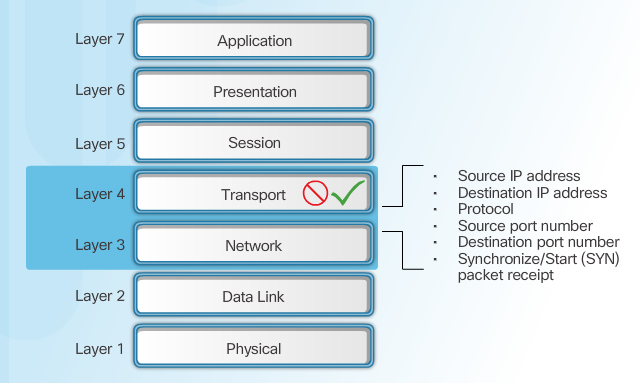 Layer 7
Application
Layer 6
Presentation
Layer 5
Session
Layer 4
Transport
Layer 3
Network
Layer 2
Data Link
Layer 1
Physical
· Source IP address
· Destination IP address
· Protocol
· Source port number
· Destination port number
· Synchronize/Start (SYN)
packet receipt